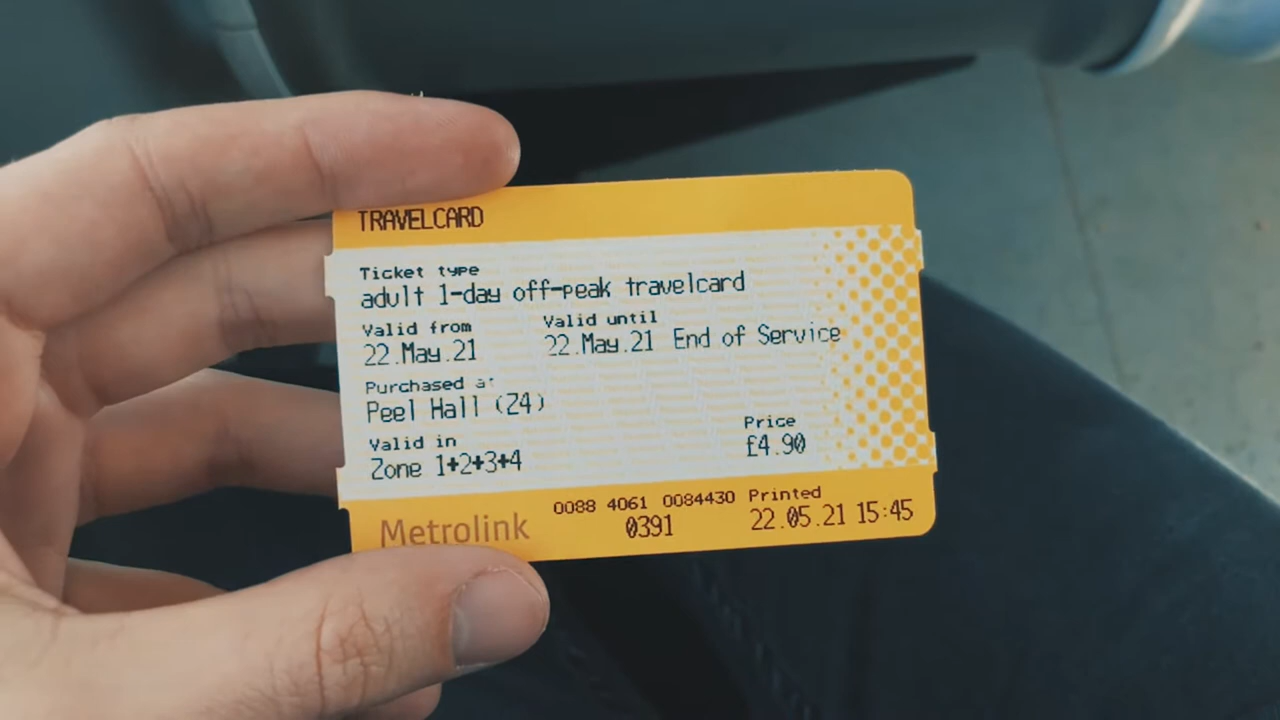 TRAVELCARD
Ticket type
adult 1-day off-peak travelcard
Valid from Valid until
22.May.21 22.May.21 End of Service
Purchased at
Peel Hall (24)
Valid in Price
Zone 1+2+3+4 £4.90
0088 4061 0084430 Printed
Metrolink 0391 22.05.21 15:45